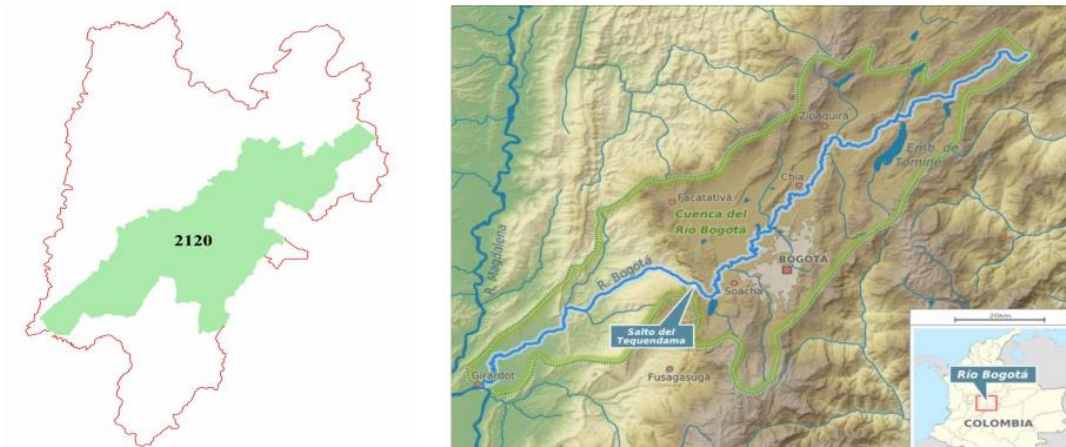 2120
Zipaquirá
Emb. de
Tominé
Chía
Facatativá
Cuenca del
Río Bogotá
R. Magdalena
R. Bogotá
BOGOTÁ
Soacha
Salto del
Tequendama
Girardot
Fusagasugá
20km
Río Bogotá
COLOMBIA